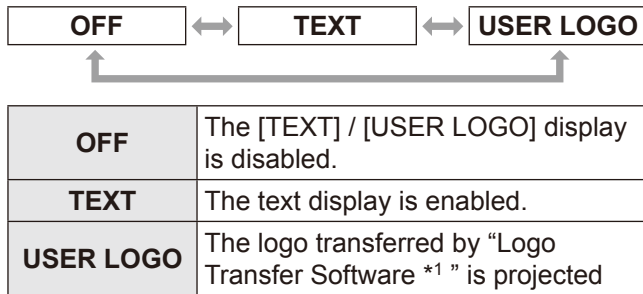 OFF TEXT USER LOGO
OFF The [TEXT] / [USER LOGO] display
is disabled.
TEXT The text display is enabled.
USER LOGO The logo transferred by “Logo
Transfer Software *1 ” is projected